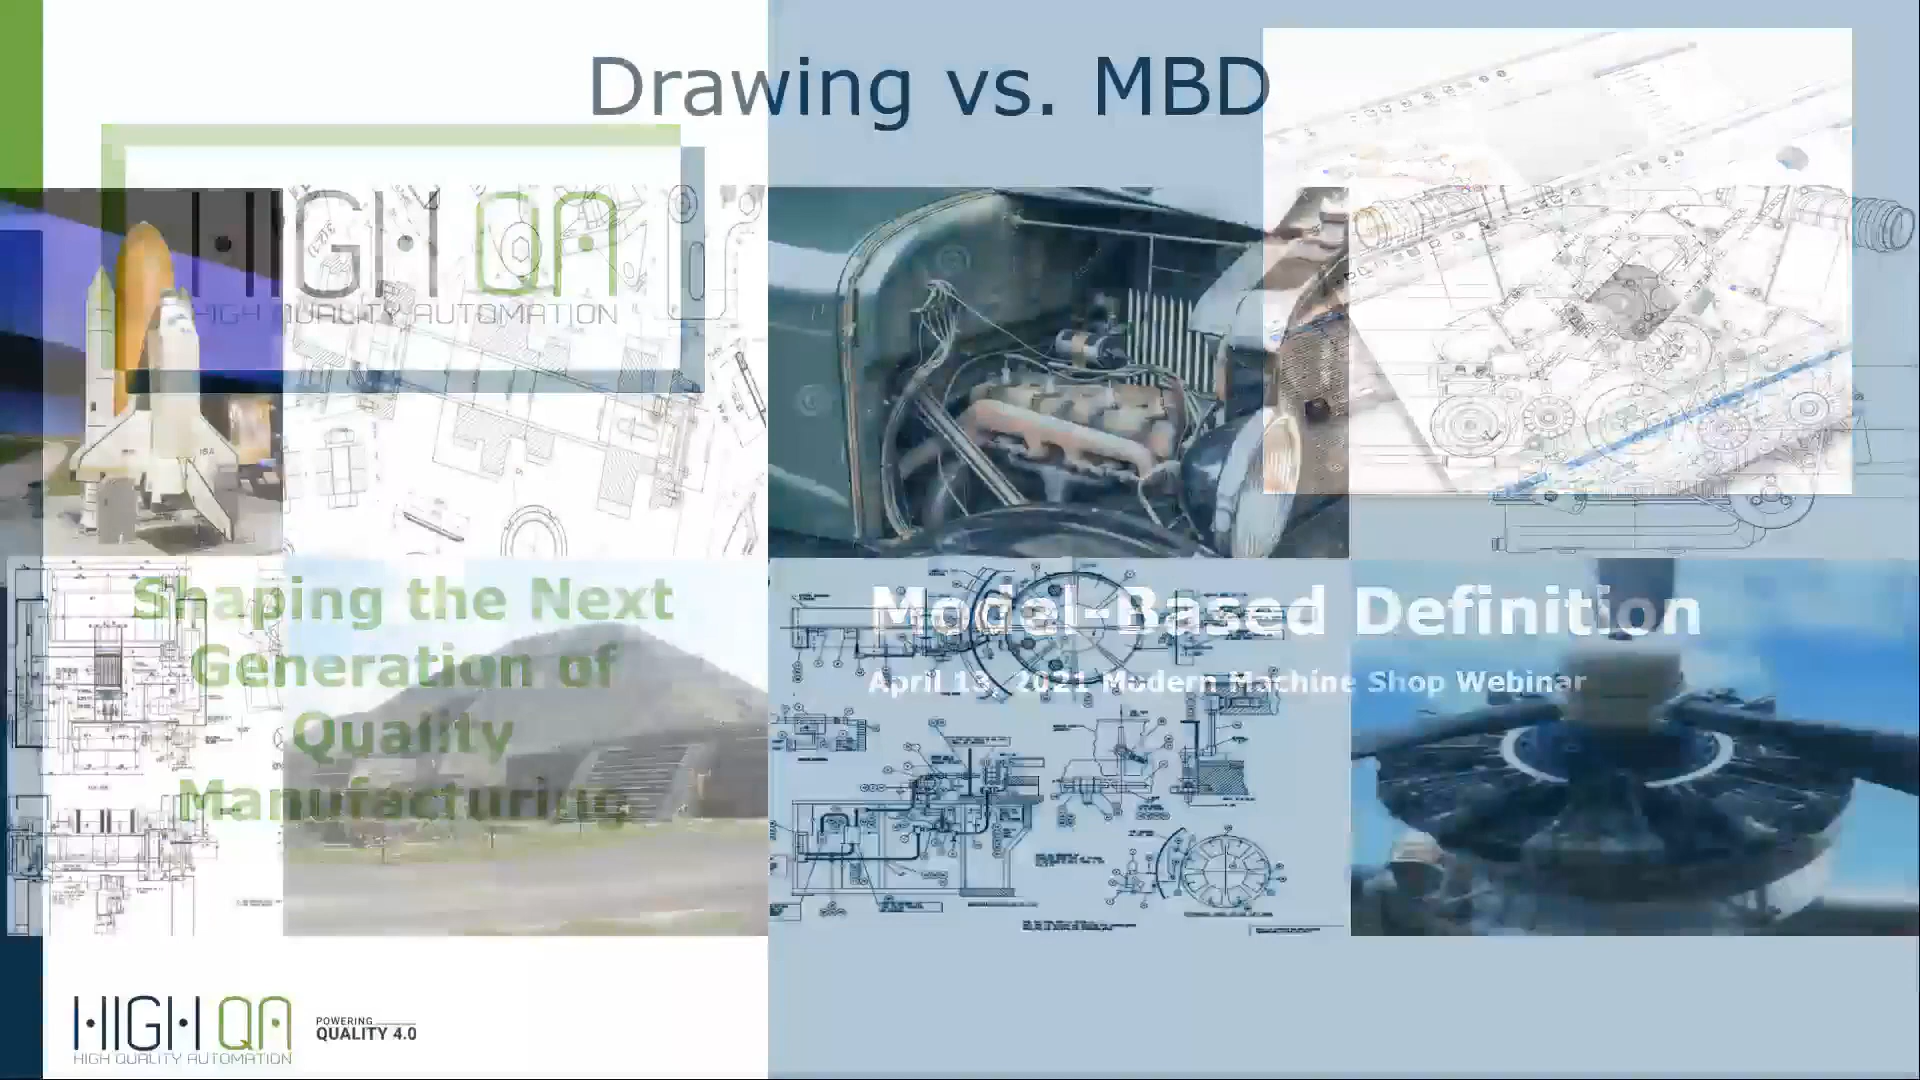 Drawing vs. MBD
HIGH QA
HIGH QUALITY AUTOMATION
Shaping the Next
Generation of
Quality
Manufacturing
Model-Based Definition
April 13, 2021 Modern Machine Shop Webinar
HIGH QA
HIGH QUALITY AUTOMATION
POWERING
QUALITY 4.0